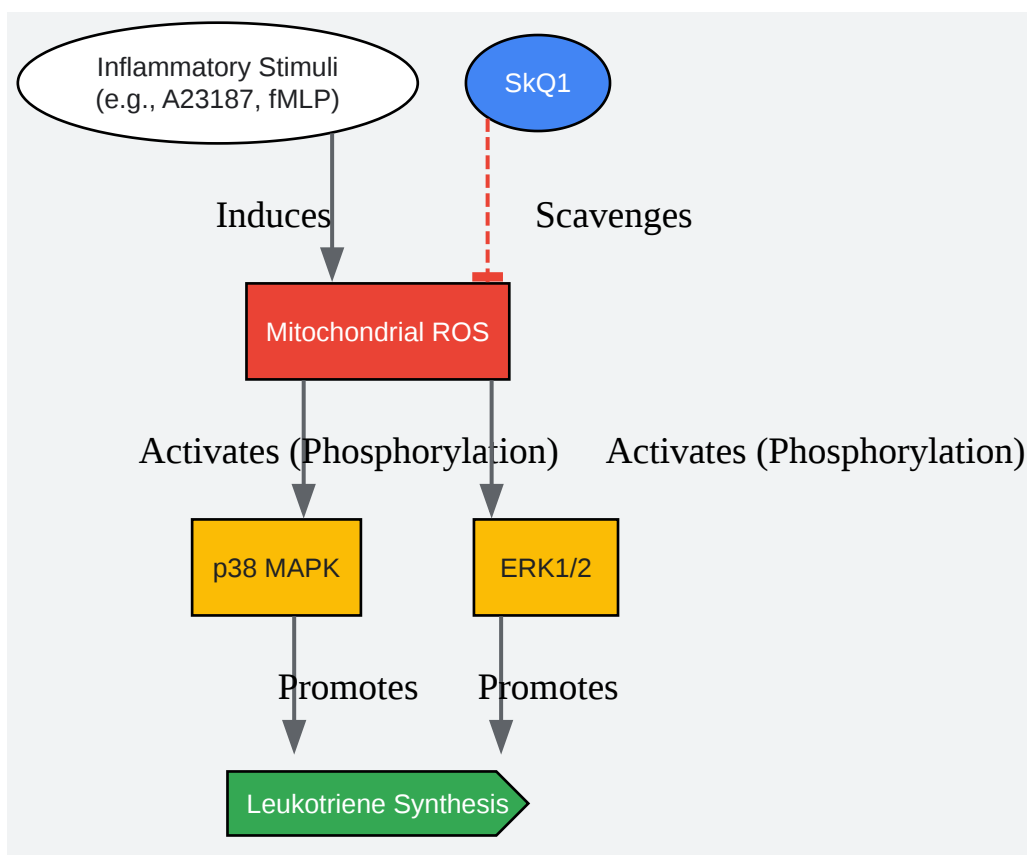 Inflammatory Stimuli
(e.g., A23187, fMLP)
SkQ1
Induces
Scavenges
Mitochondrial ROS
Activates (Phosphorylation)
Activates (Phosphorylation)
p38 MAPK
ERK1/2
Promotes
Promotes
Leukotriene Synthesis